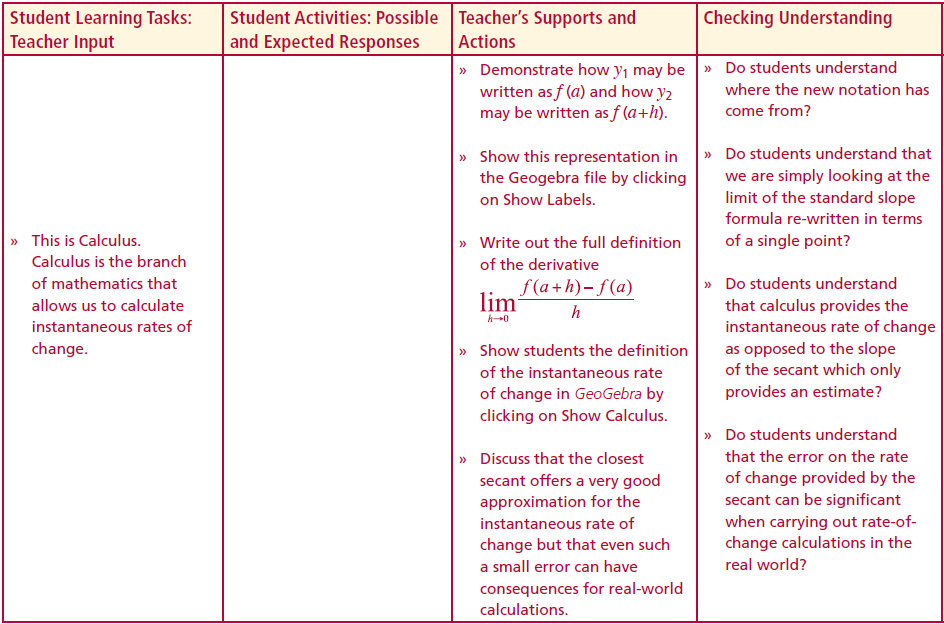 Student Learning Tasks:
Teacher Input
Student Activities: Possible
and Expected Responses
Teacher’s Supports and
Actions
Checking Understanding
» This is Calculus.
Calculus is the branch
of mathematics that
allows us to calculate
instantaneous rates of
change.
» Demonstrate how y₁ may be
written as f (a) and how y₂
may be written as f (a+h).
» Show this representation in
the Geogebra file by clicking
on Show Labels.
» Write out the full definition
of the derivative
lim h→0 f (a + h) – f (a) / h
» Show students the definition
of the instantaneous rate
of change in GeoGebra by
clicking on Show Calculus.
» Discuss that the closest
secant offers a very good
approximation for the
instantaneous rate of
change but that even such
a small error can have
consequences for real-world
calculations.
» Do students understand
where the new notation has
come from?
» Do students understand that
we are simply looking at the
limit of the standard slope
formula re-written in terms
of a single point?
» Do students understand
that calculus provides the
instantaneous rate of change
as opposed to the slope
of the secant which only
provides an estimate?
» Do students understand
that the error on the rate
of change provided by the
secant can be significant
when carrying out rate-of-
change calculations in the
real world?